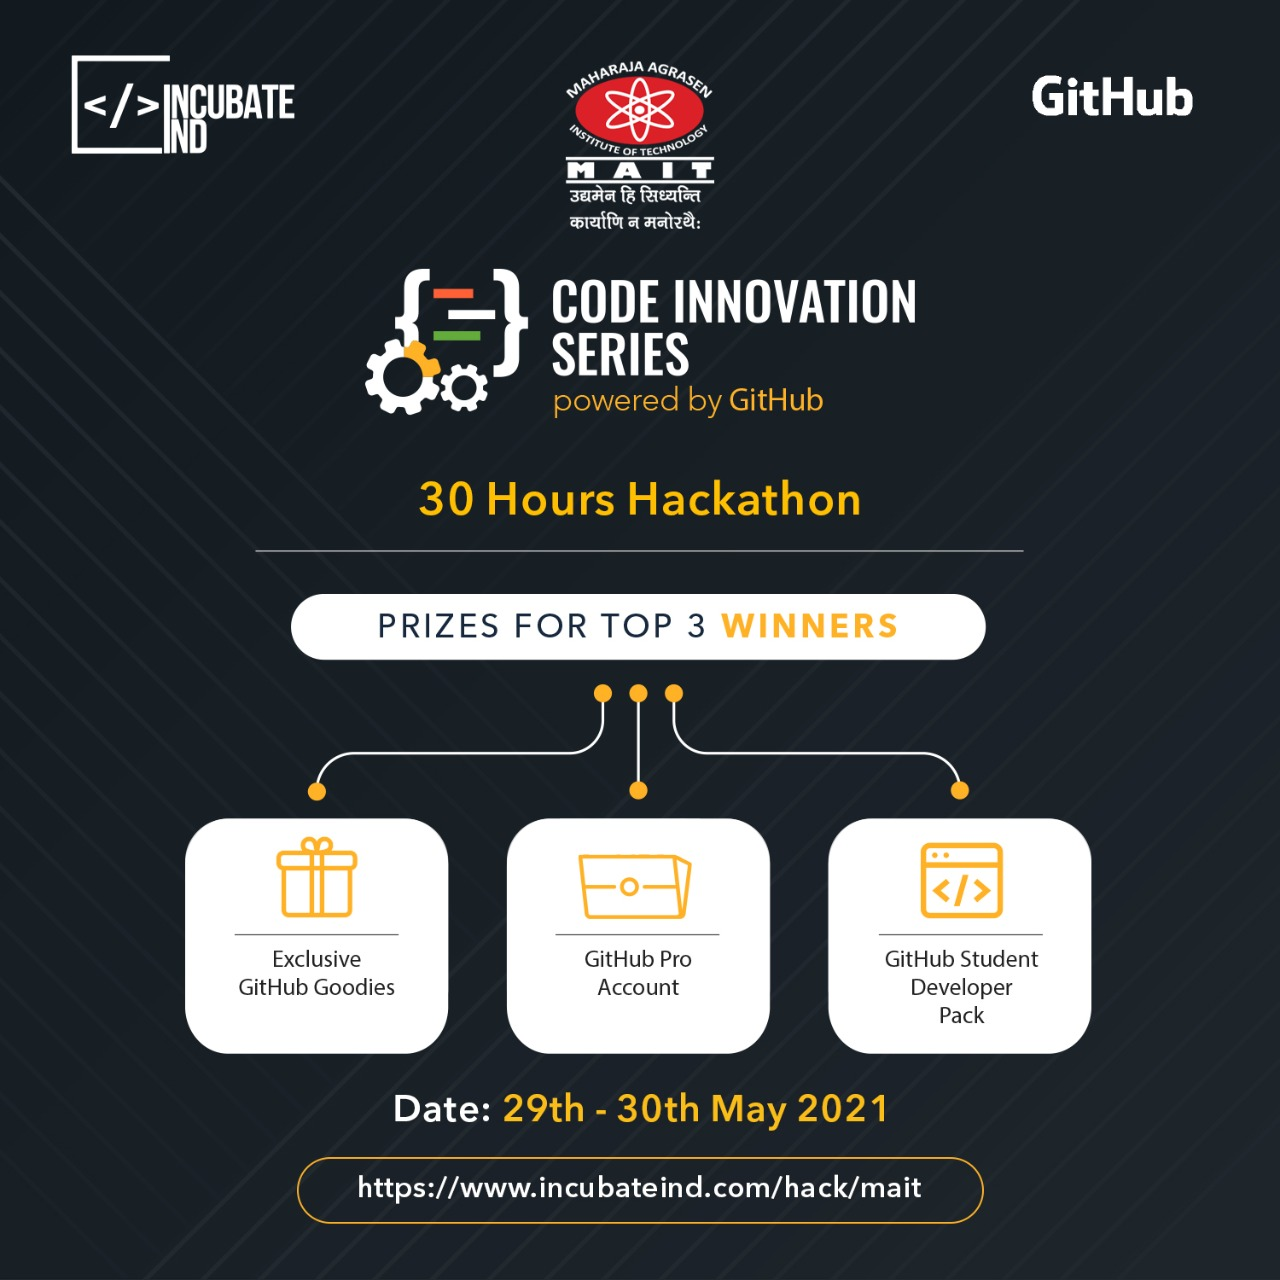 </>INCUBATE
IND
MAHARAJA AGRASEN
INSTITUTE OF TECHNOLOGY
MAIT
उद्यमेन हि सिध्यन्ति
कार्याणि न मनोरथै:
GitHub
CODE INNOVATION
SERIES
powered by GitHub
30 Hours Hackathon
PRIZES FOR TOP 3 WINNERS
Exclusive
GitHub Goodies
GitHub Pro
Account
</>
GitHub Student
Developer
Pack
Date: 29th - 30th May 2021
https://www.incubateind.com/hack/mait